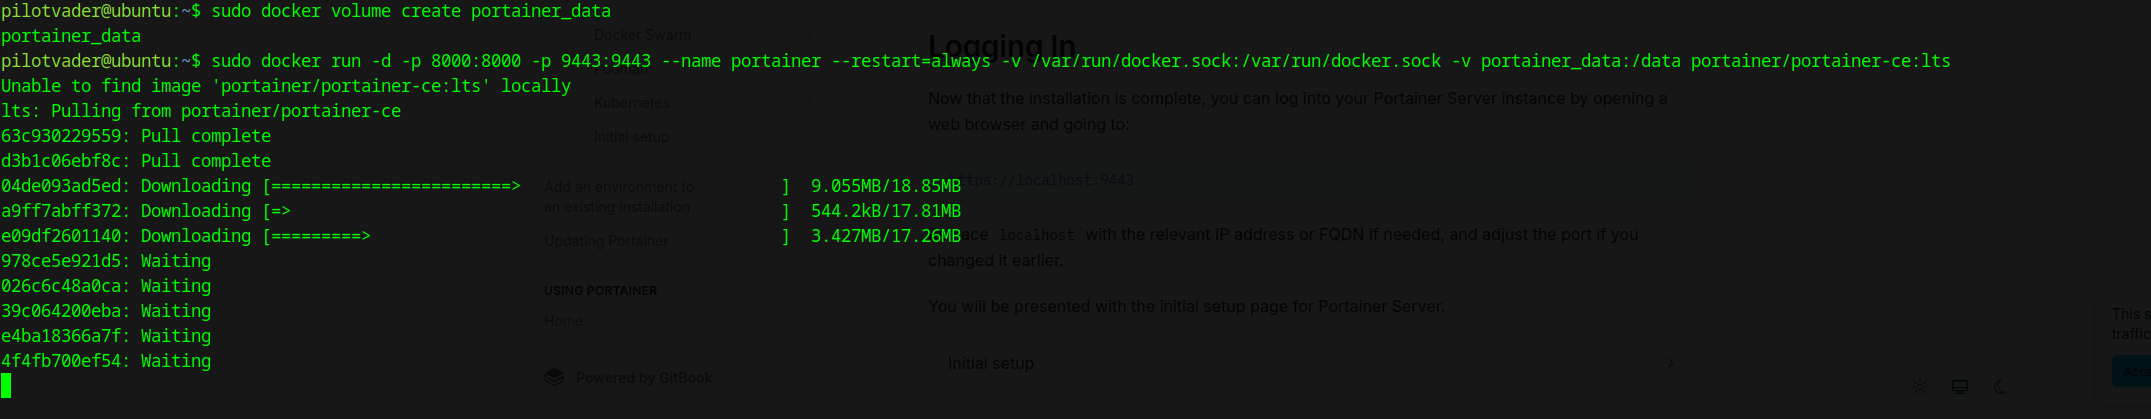 pilotvader@ubuntu:~$ sudo docker volume create portainer_data
portainer_data
pilotvader@ubuntu:~$ sudo docker run -d -p 8000:8000 -p 9443:9443 --name portainer --restart=always -v /var/run/docker.sock:/var/run/docker.sock -v portainer_data:/data portainer/portainer-ce:lts
Unable to find image 'portainer/portainer-ce:lts' locally
lts: Pulling from portainer/portainer-ce
63c930229559: Pull complete
d3b1c06ebf8c: Pull complete
04de093ad5ed: Downloading [========================> ] 9.055MB/18.85MB
a9ff7abff372: Downloading [=> ] 544.2kB/17.81MB
e09df2601140: Downloading [=========> ] 3.427MB/17.26MB
978ce5e921d5: Waiting
026c6c48a0ca: Waiting
39c064200eba: Waiting
e4ba18366a7f: Waiting
4f4fb700ef54: Waiting
Docker Swarm
Kubernetes
Initial setup
Add an environment to
an existing installation
Updating Portainer
USING PORTAINER
Home
Powered by GitBook
Logging In
Now that the installation is complete, you can log into your Portainer Server instance by opening a
web browser and going to:
https://localhost:9443
localhost with the relevant IP address or FQDN if needed, and adjust the port if you
changed it earlier.
You will be presented with the initial setup page for Portainer Server.
Initial setup
This
traffic